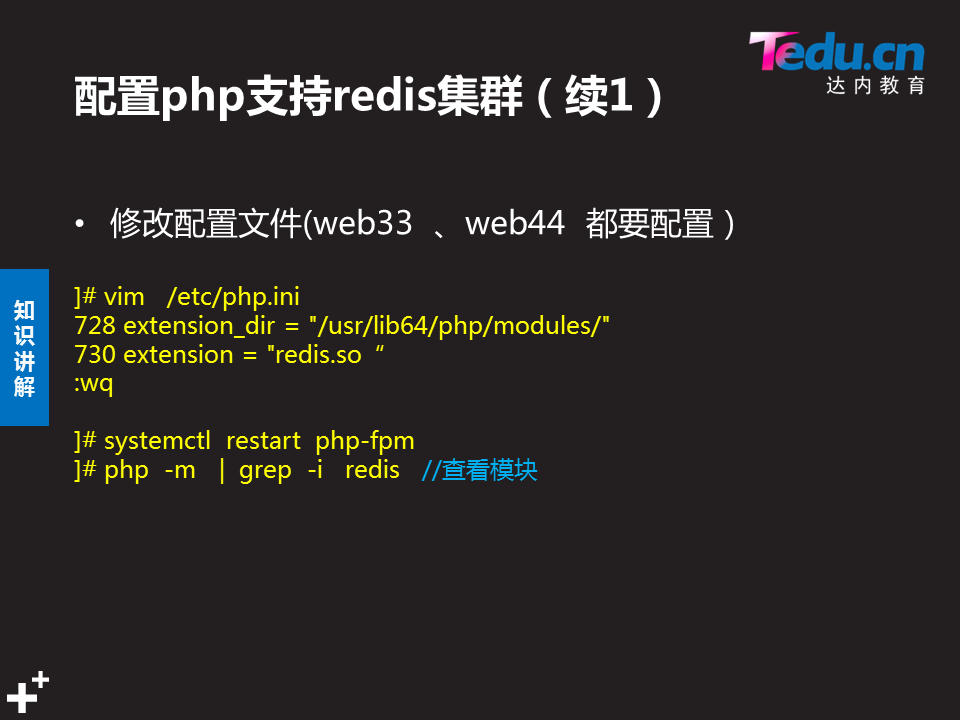 Tedu.cn
达内教育
配置php支持redis集群（续1）
• 修改配置文件(web33 、web44 都要配置）
知识讲解
]# vim /etc/php.ini
728 extension_dir = "/usr/lib64/php/modules/"
730 extension = "redis.so “
:wq
]# systemctl restart php-fpm
]# php -m | grep -i redis //查看模块